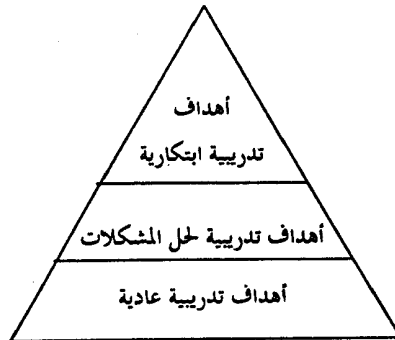 أهداف
تدريبية ابتكارية
أهداف تدريبية لحل المشكلات
أهداف تدريبية عادية